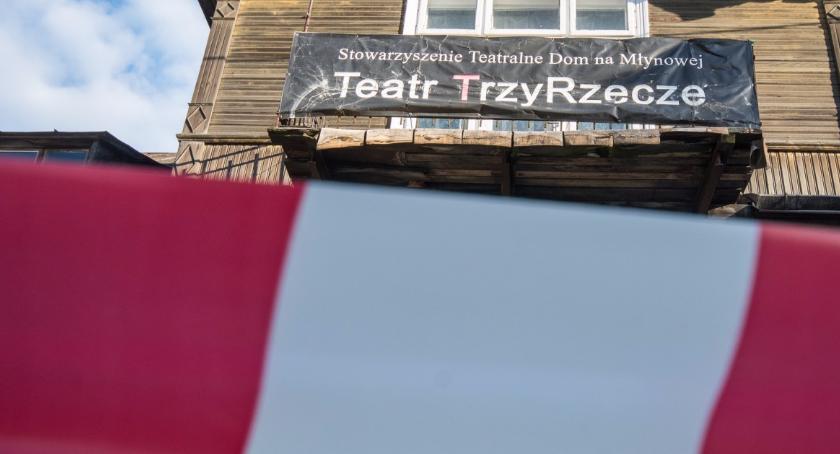 Stowarzyszenie Teatralne Dom na Młynowej
Teatr TrzyRzecze